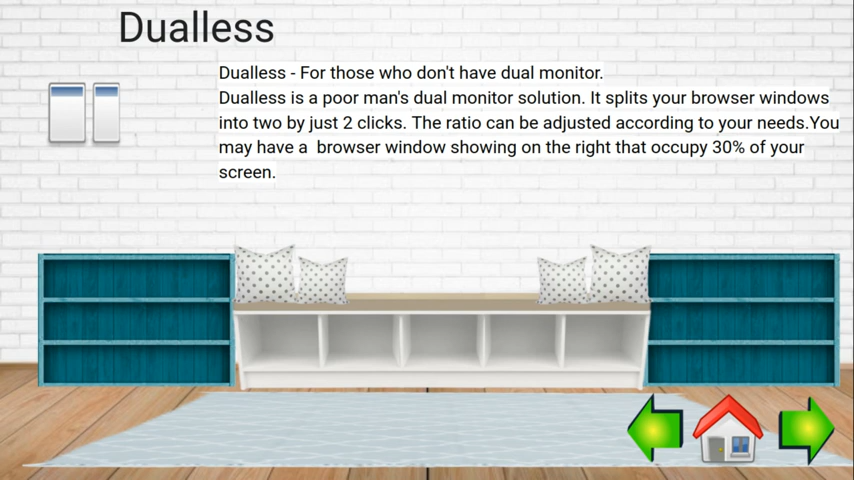 Dualless
Dualless - For those who don't have dual monitor.
Dualless is a poor man's dual monitor solution. It splits your browser windows
into two by just 2 clicks. The ratio can be adjusted according to your needs.You
may have a  browser window showing on the right that occupy 30% of your
screen.